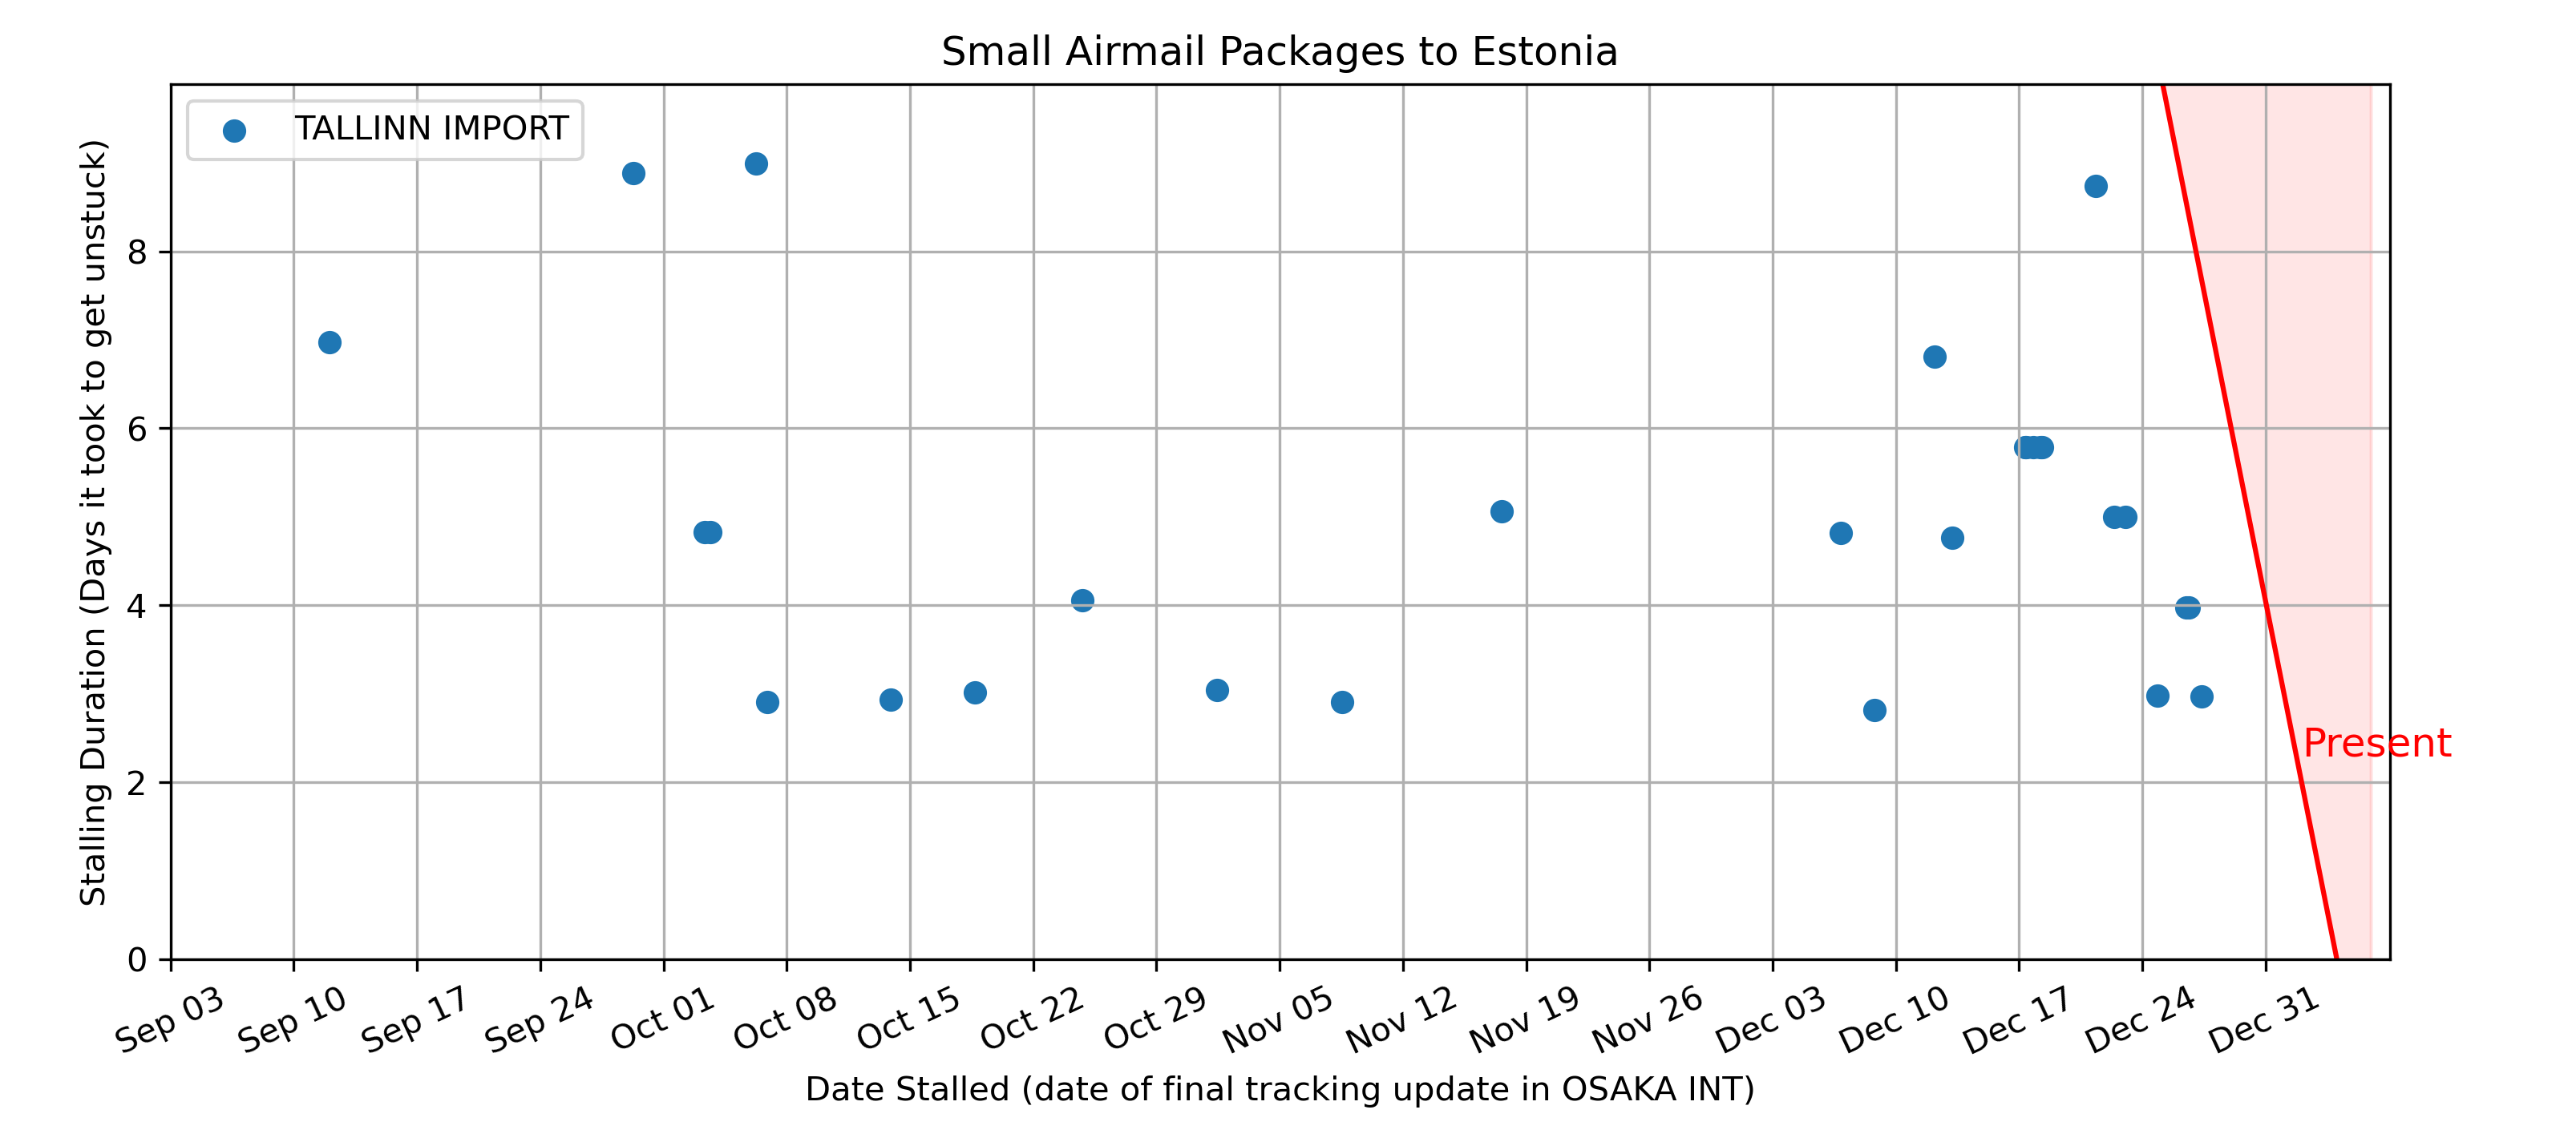 Small Airmail Packages to Estonia
TALLINN IMPORT
Stalling Duration (Days it took to get unstuck)
8
6
4
2
0
Present
Sep 03
Sep 10
Sep 17
Sep 24
Oct 01
Oct 08
Oct 15
Oct 22
Oct 29
Nov 05
Nov 12
Nov 19
Nov 26
Dec 03
Dec 10
Dec 17
Dec 24
Dec 31
Date Stalled (date of final tracking update in OSAKA INT)